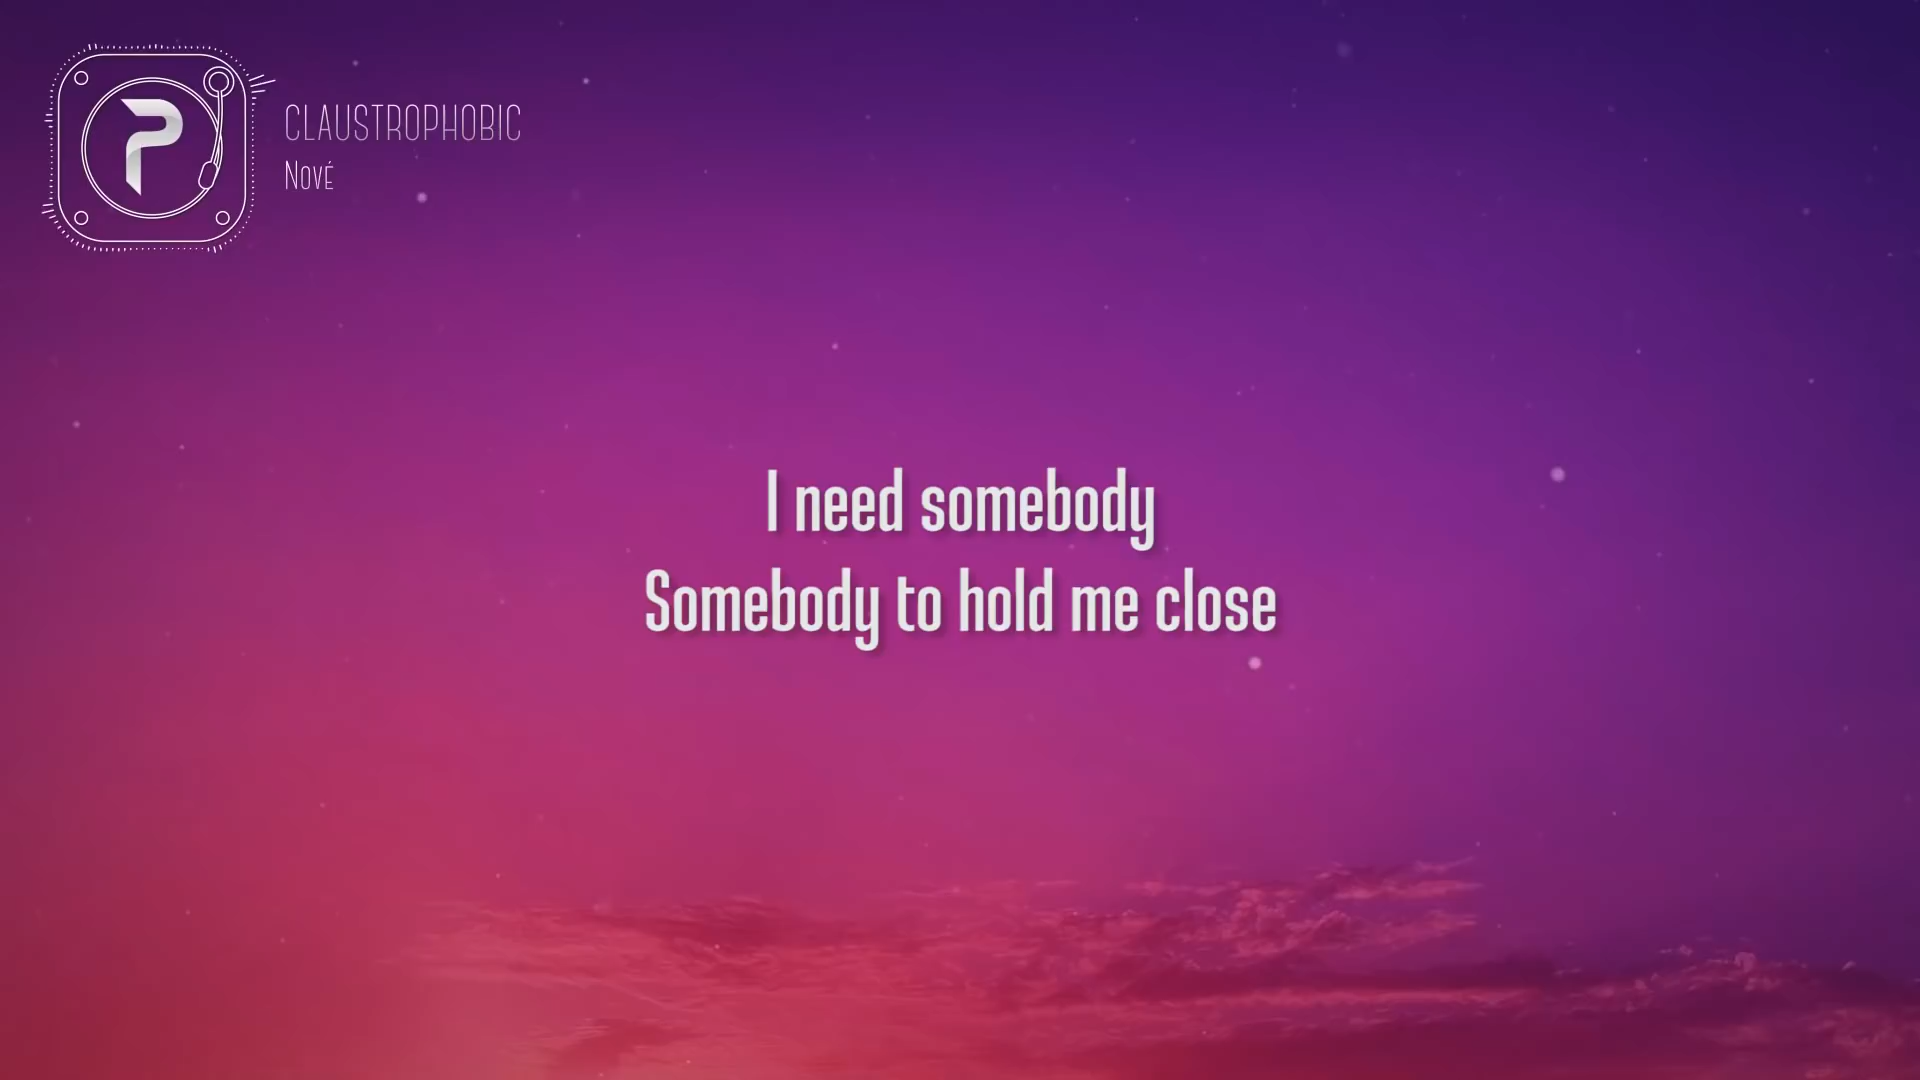 P
CLAUSTROPHOBIC
Nové
I need somebody
Somebody to hold me close